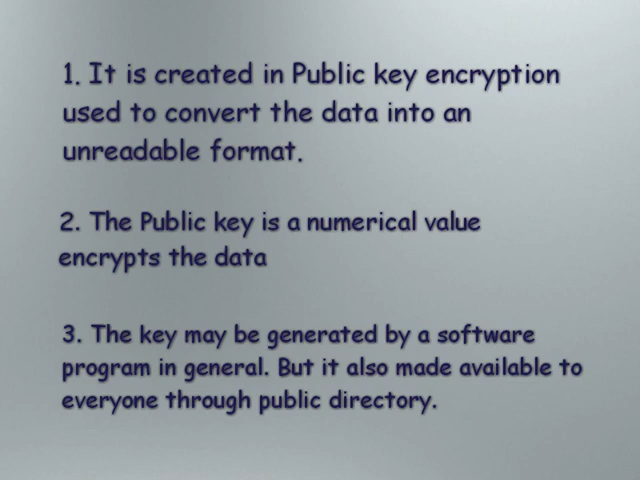 1. It is created in Public key encryption
used to convert the data into an
unreadable format.
2. The Public key is a numerical value
encrypts the data
3. The key may be generated by a software
program in general. But it also made available to
everyone through public directory.